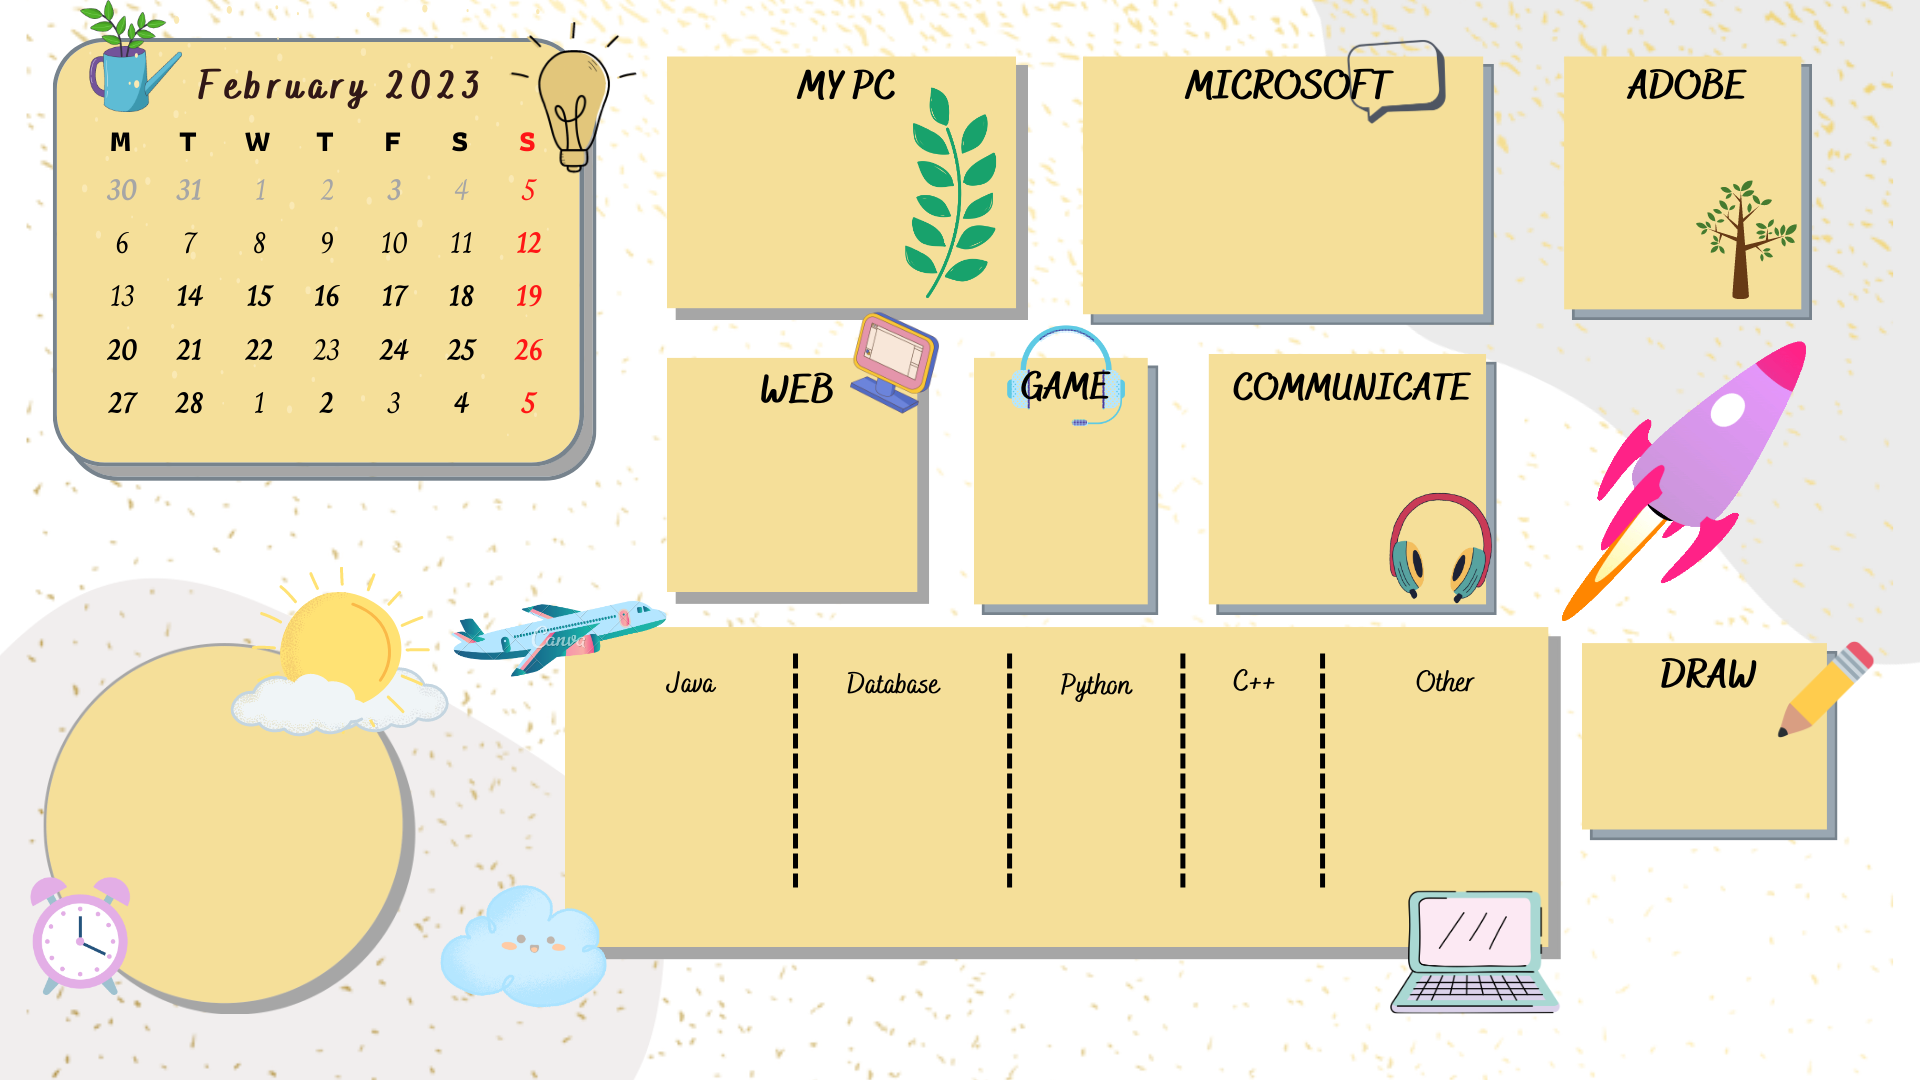 February 2023
M T W T F S S
30 31 1 2 3 4 5
6 7 8 9 10 11 12
13 14 15 16 17 18 19
20 21 22 23 24 25 26
27 28 1 2 3 4 5
MY PC
MICROSOFT
ADOBE
WEB
GAME
COMMUNICATE
Canva
Java
Database
Python
C++
Other
DRAW